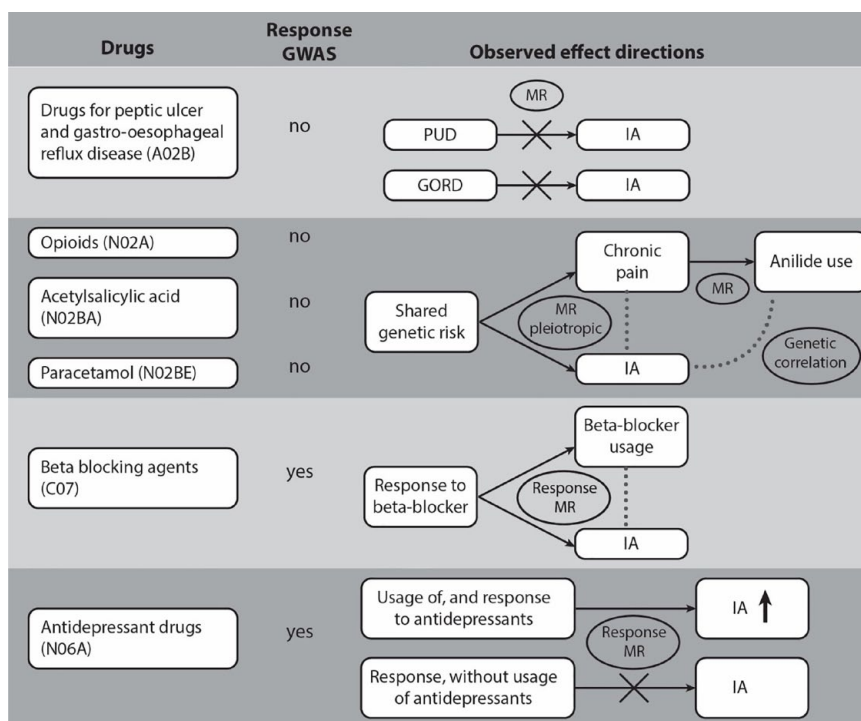 Drugs
Response
GWAS
Observed effect directions
Drugs for peptic ulcer
and gastro-oesophageal
reflux disease (A02B)
no
MR
PUD
IA
GORD
IA
Opioids (N02A)
no
Acetylsalicylic acid
(N02BA)
no
Paracetamol (N02BE)
no
Shared
genetic risk
MR
pleiotropic
Chronic
pain
MR
Anilide use
IA
Genetic
correlation
Beta blocking agents
(C07)
yes
Response to
beta-blocker
Response
MR
Beta-blocker
usage
IA
Antidepressant drugs
(N06A)
yes
Usage of, and response
to antidepressants
IA
Response
MR
Response, without usage
of antidepressants
IA